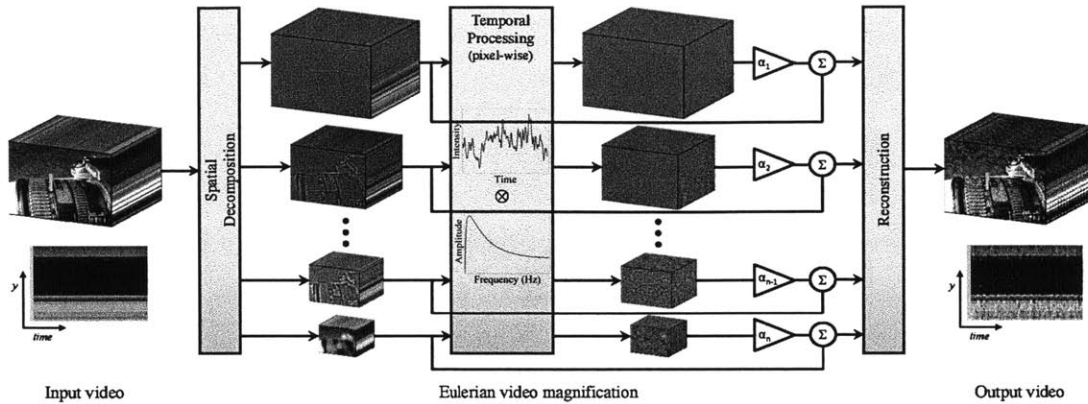 Temporal
Processing
(pixel-wise)
Spatial
Decomposition
α1
Σ
Intensity
Time
α2
Σ
Reconstruction
Amplitude
Frequency (Hz)
αn-1
Σ
αn
Σ
y
time
y
time
Input video
Eulerian video magnification
Output video